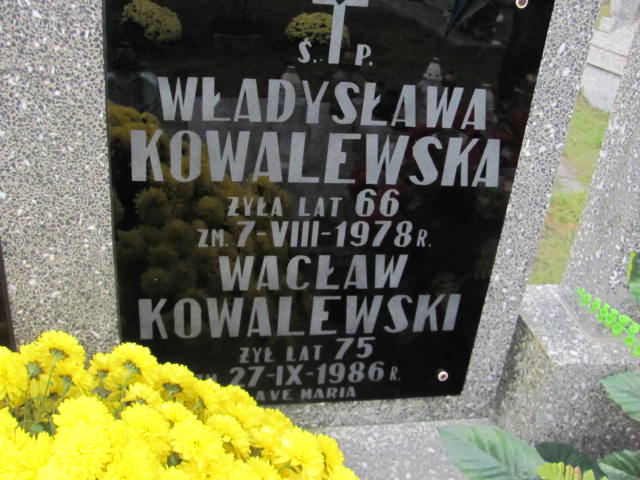 Ś. P.
WŁADYSŁAWA
KOWALEWSKA
ŻYŁA LAT 66
ZM. 7-VIII-1978 R.
WACŁAW
KOWALEWSKI
ŻYŁ LAT 75
ZM. 27-IX-1986 R.
AVE MARIA